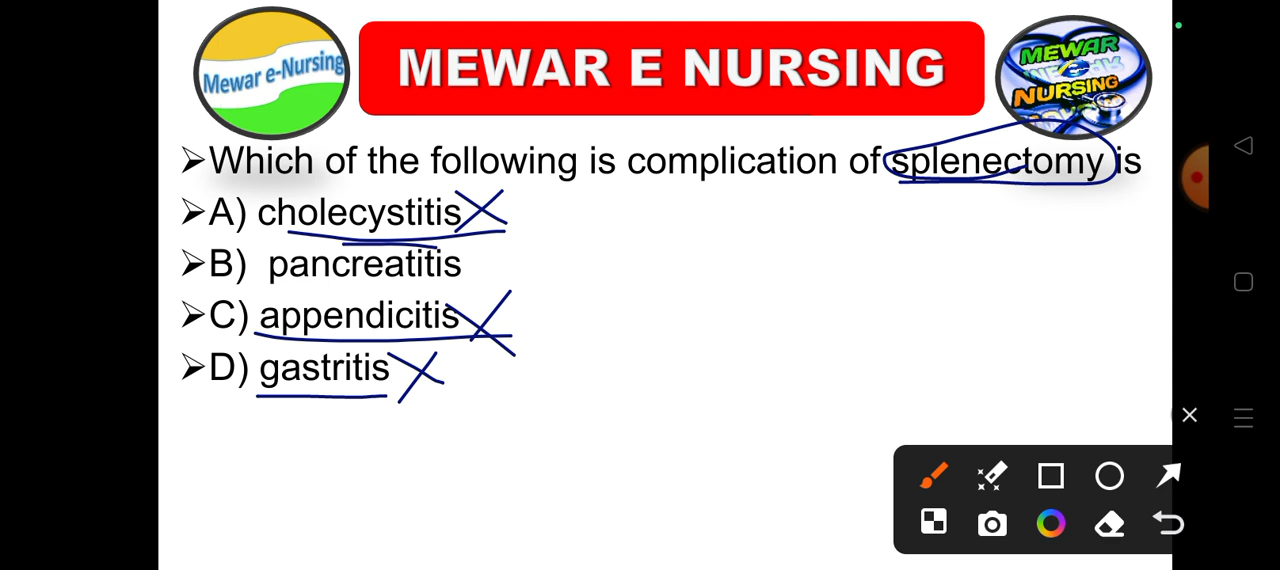 Mewar e-Nursing
MEWAR E NURSING
MEWAR
NURSING
➢Which of the following is complication of splenectomy is
➢A) cholecystitis
➢B) pancreatitis
➢C) appendicitis
➢D) gastritis